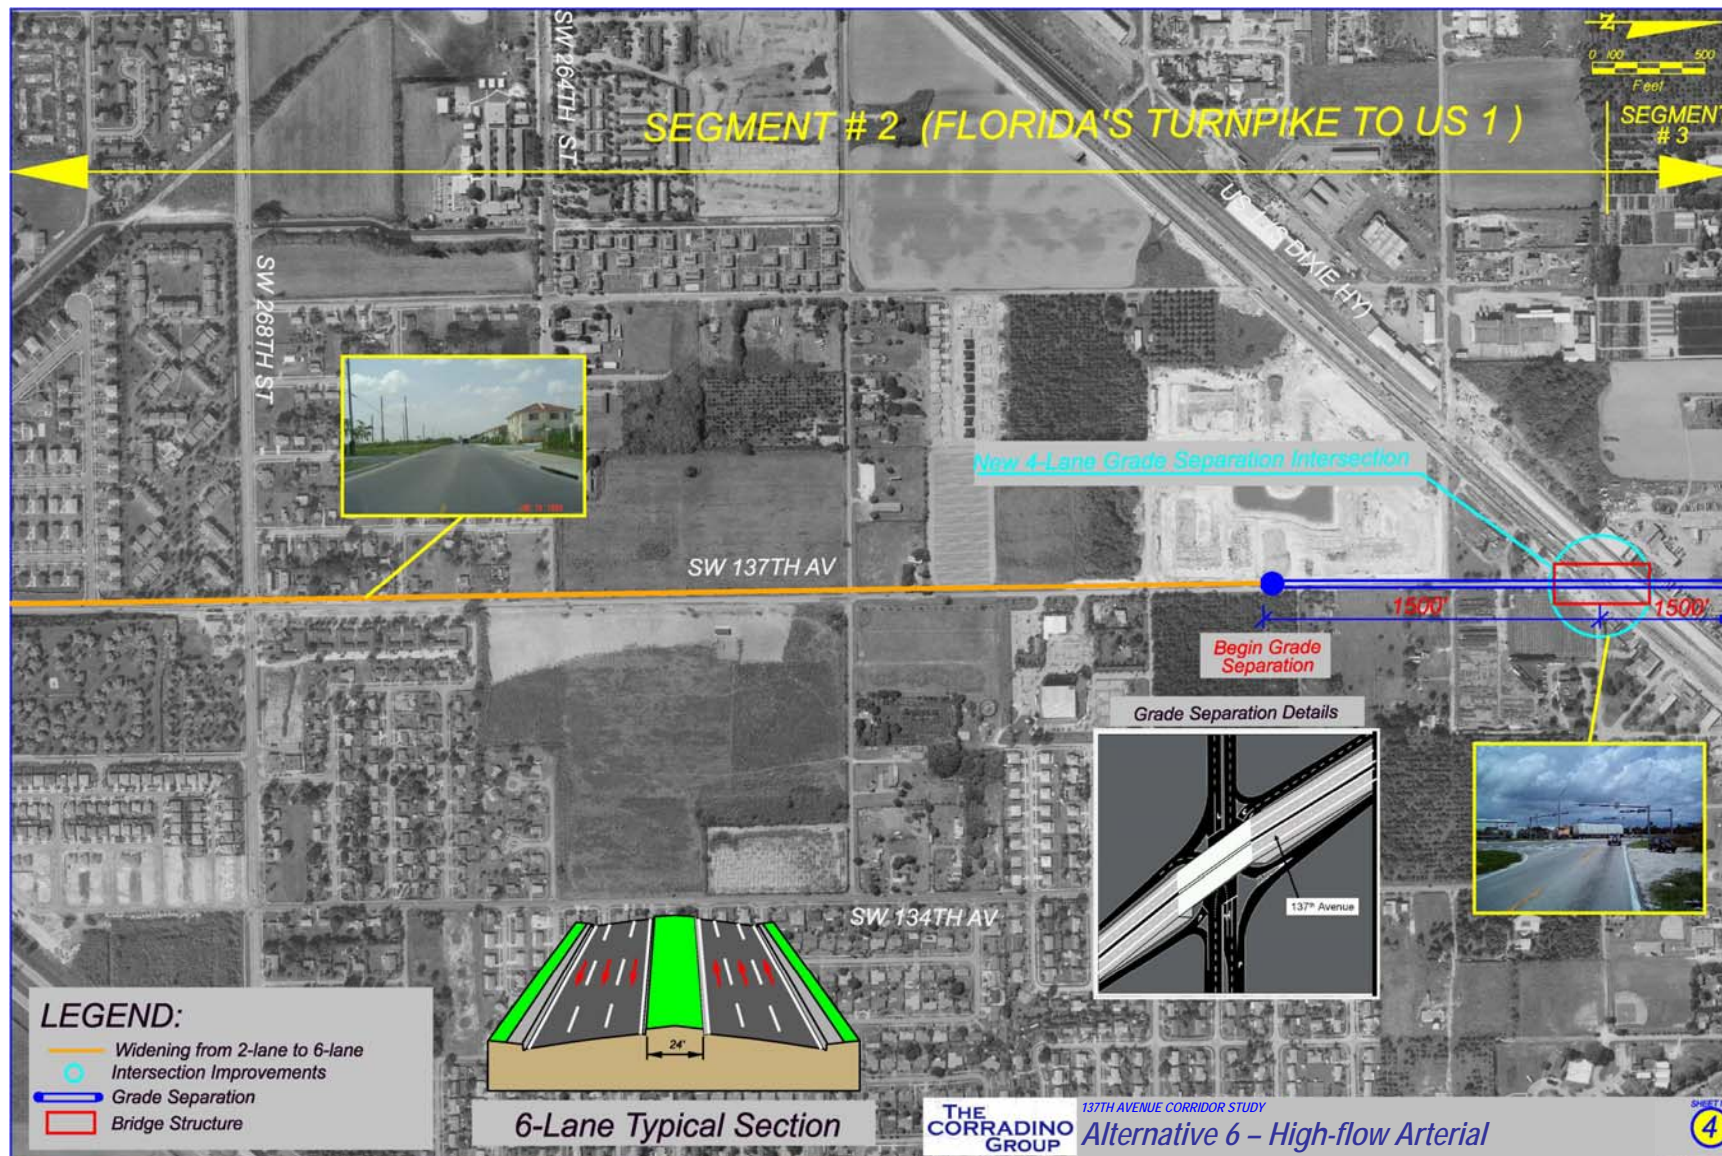 Z
0 100 500
Feet
SEGMENT # 2 (FLORIDA'S TURNPIKE TO US 1 )
SEGMENT
# 3
SW 264TH ST
SW 268TH ST
US 1 (S DIXIE HY)
New 4-Lane Grade Separation Intersection
SW 137TH AV
1500'
1500'
Begin Grade
Separation
Grade Separation Details
137th Avenue
SW 134TH AV
24'
6-Lane Typical Section
LEGEND:
Widening from 2-lane to 6-lane
Intersection Improvements
Grade Separation
Bridge Structure
THE
CORRADINO
GROUP
137TH AVENUE CORRIDOR STUDY
Alternative 6 – High-flow Arterial
SHEET
4